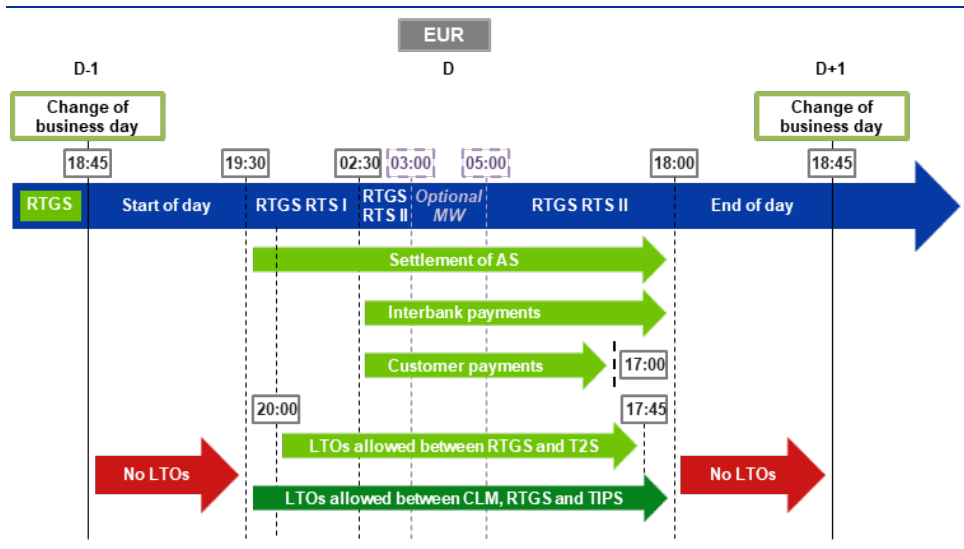 EUR
D-1
D
D+1
Change of
business day
Change of
business day
18:45
19:30
02:30
03:00
05:00
18:00
18:45
RTGS
Start of day
RTGS RTS I
RTGS
RTS II
Optional
MW
RTGS RTS II
End of day
Settlement of AS
Interbank payments
Customer payments
17:00
20:00
17:45
LTOs allowed between RTGS and T2S
No LTOs
No LTOs
LTOs allowed between CLM, RTGS and TIPS